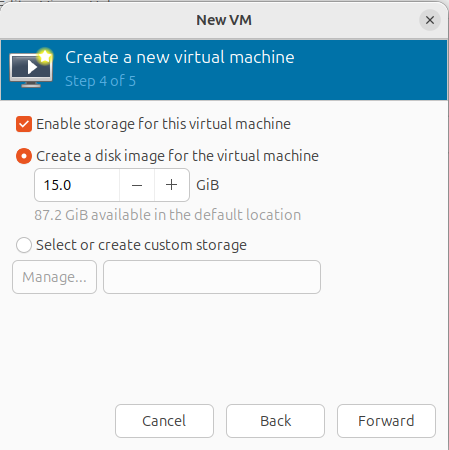 New VM
Create a new virtual machine
Step 4 of 5
Enable storage for this virtual machine
Create a disk image for the virtual machine
15.0 − + GiB
87.2 GiB available in the default location
Select or create custom storage
Manage...
Cancel Back Forward